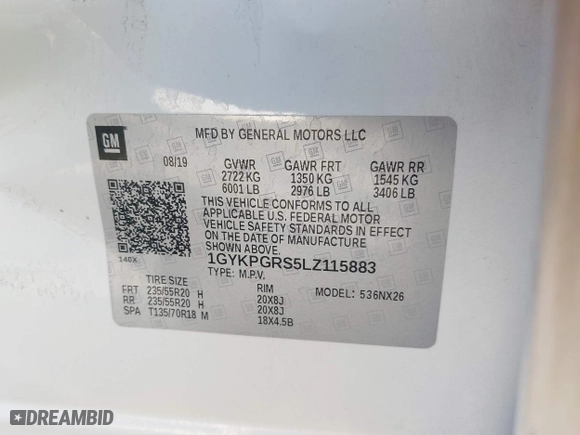 GM
MFD BY GENERAL MOTORS LLC
08/19 GVWR GAWR FRT GAWR RR
2722 KG 1350 KG 1545 KG
6001 LB 2976 LB 3406 LB
THIS VEHICLE CONFORMS TO ALL
APPLICABLE U.S. FEDERAL MOTOR
VEHICLE SAFETY STANDARDS IN EFFECT
ON THE DATE OF MANUFACTURE
SHOWN ABOVE.
140X 1GYKPGRS5LZ115883
TYPE: M.P.V.
TIRE SIZE RIM MODEL: 536NX26
FRT 235/55R20 H 20X8J
RR 235/55R20 H 20X8J
SPA T135/70R18 M 18X4.5B
DREAMBID